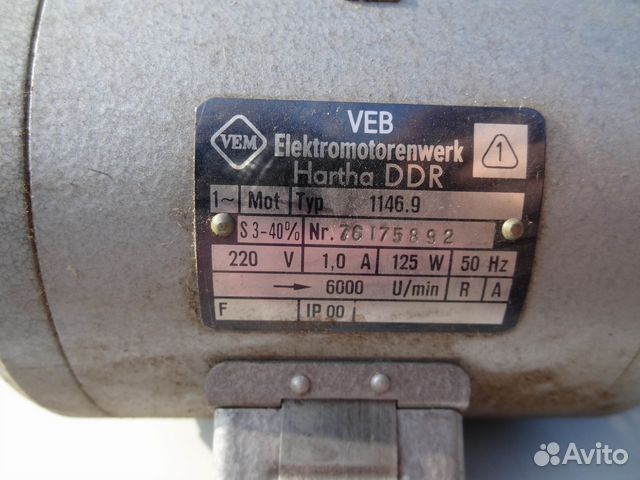 VEM
VEB
Elektromotorenwerk
Hartha DDR
1
1~ Mot Typ 1146.9
S 3-40% Nr. 76175892
220 V 1,0 A 125 W 50 Hz
→ 6000 U/min R A
F IP 00
Avito